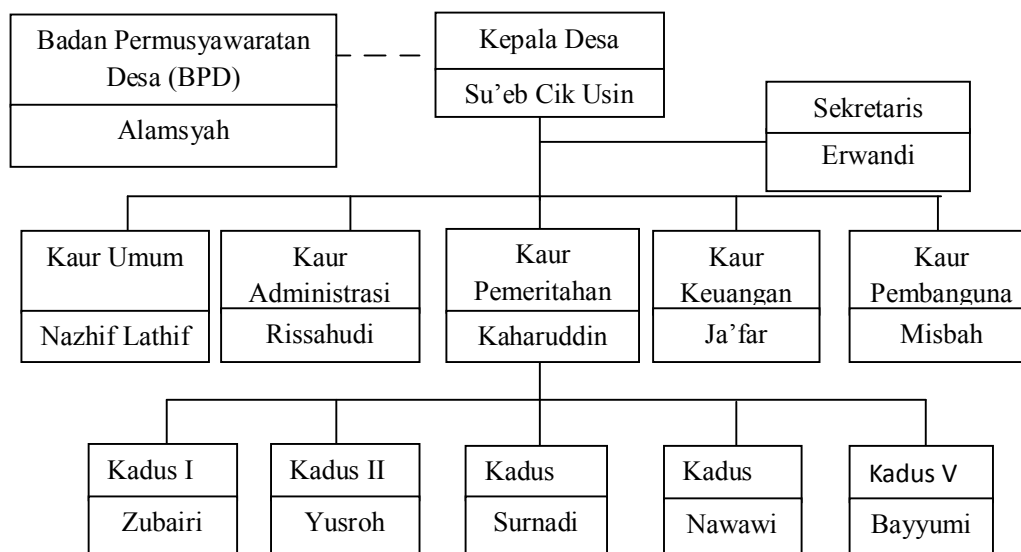 Badan Permusyawaratan
Desa (BPD)
Alamsyah
Kepala Desa
Su’eb Cik Usin
Sekretaris
Erwandi
Kaur Umum
Nazhif Lathif
Kaur
Administrasi
Rissahudi
Kaur
Pemeritahan
Kaharuddin
Kaur
Keuangan
Ja’far
Kaur
Pembanguna
Misbah
Kadus I
Zubairi
Kadus II
Yusroh
Kadus
Surnadi
Kadus
Nawawi
Kadus V
Bayyumi